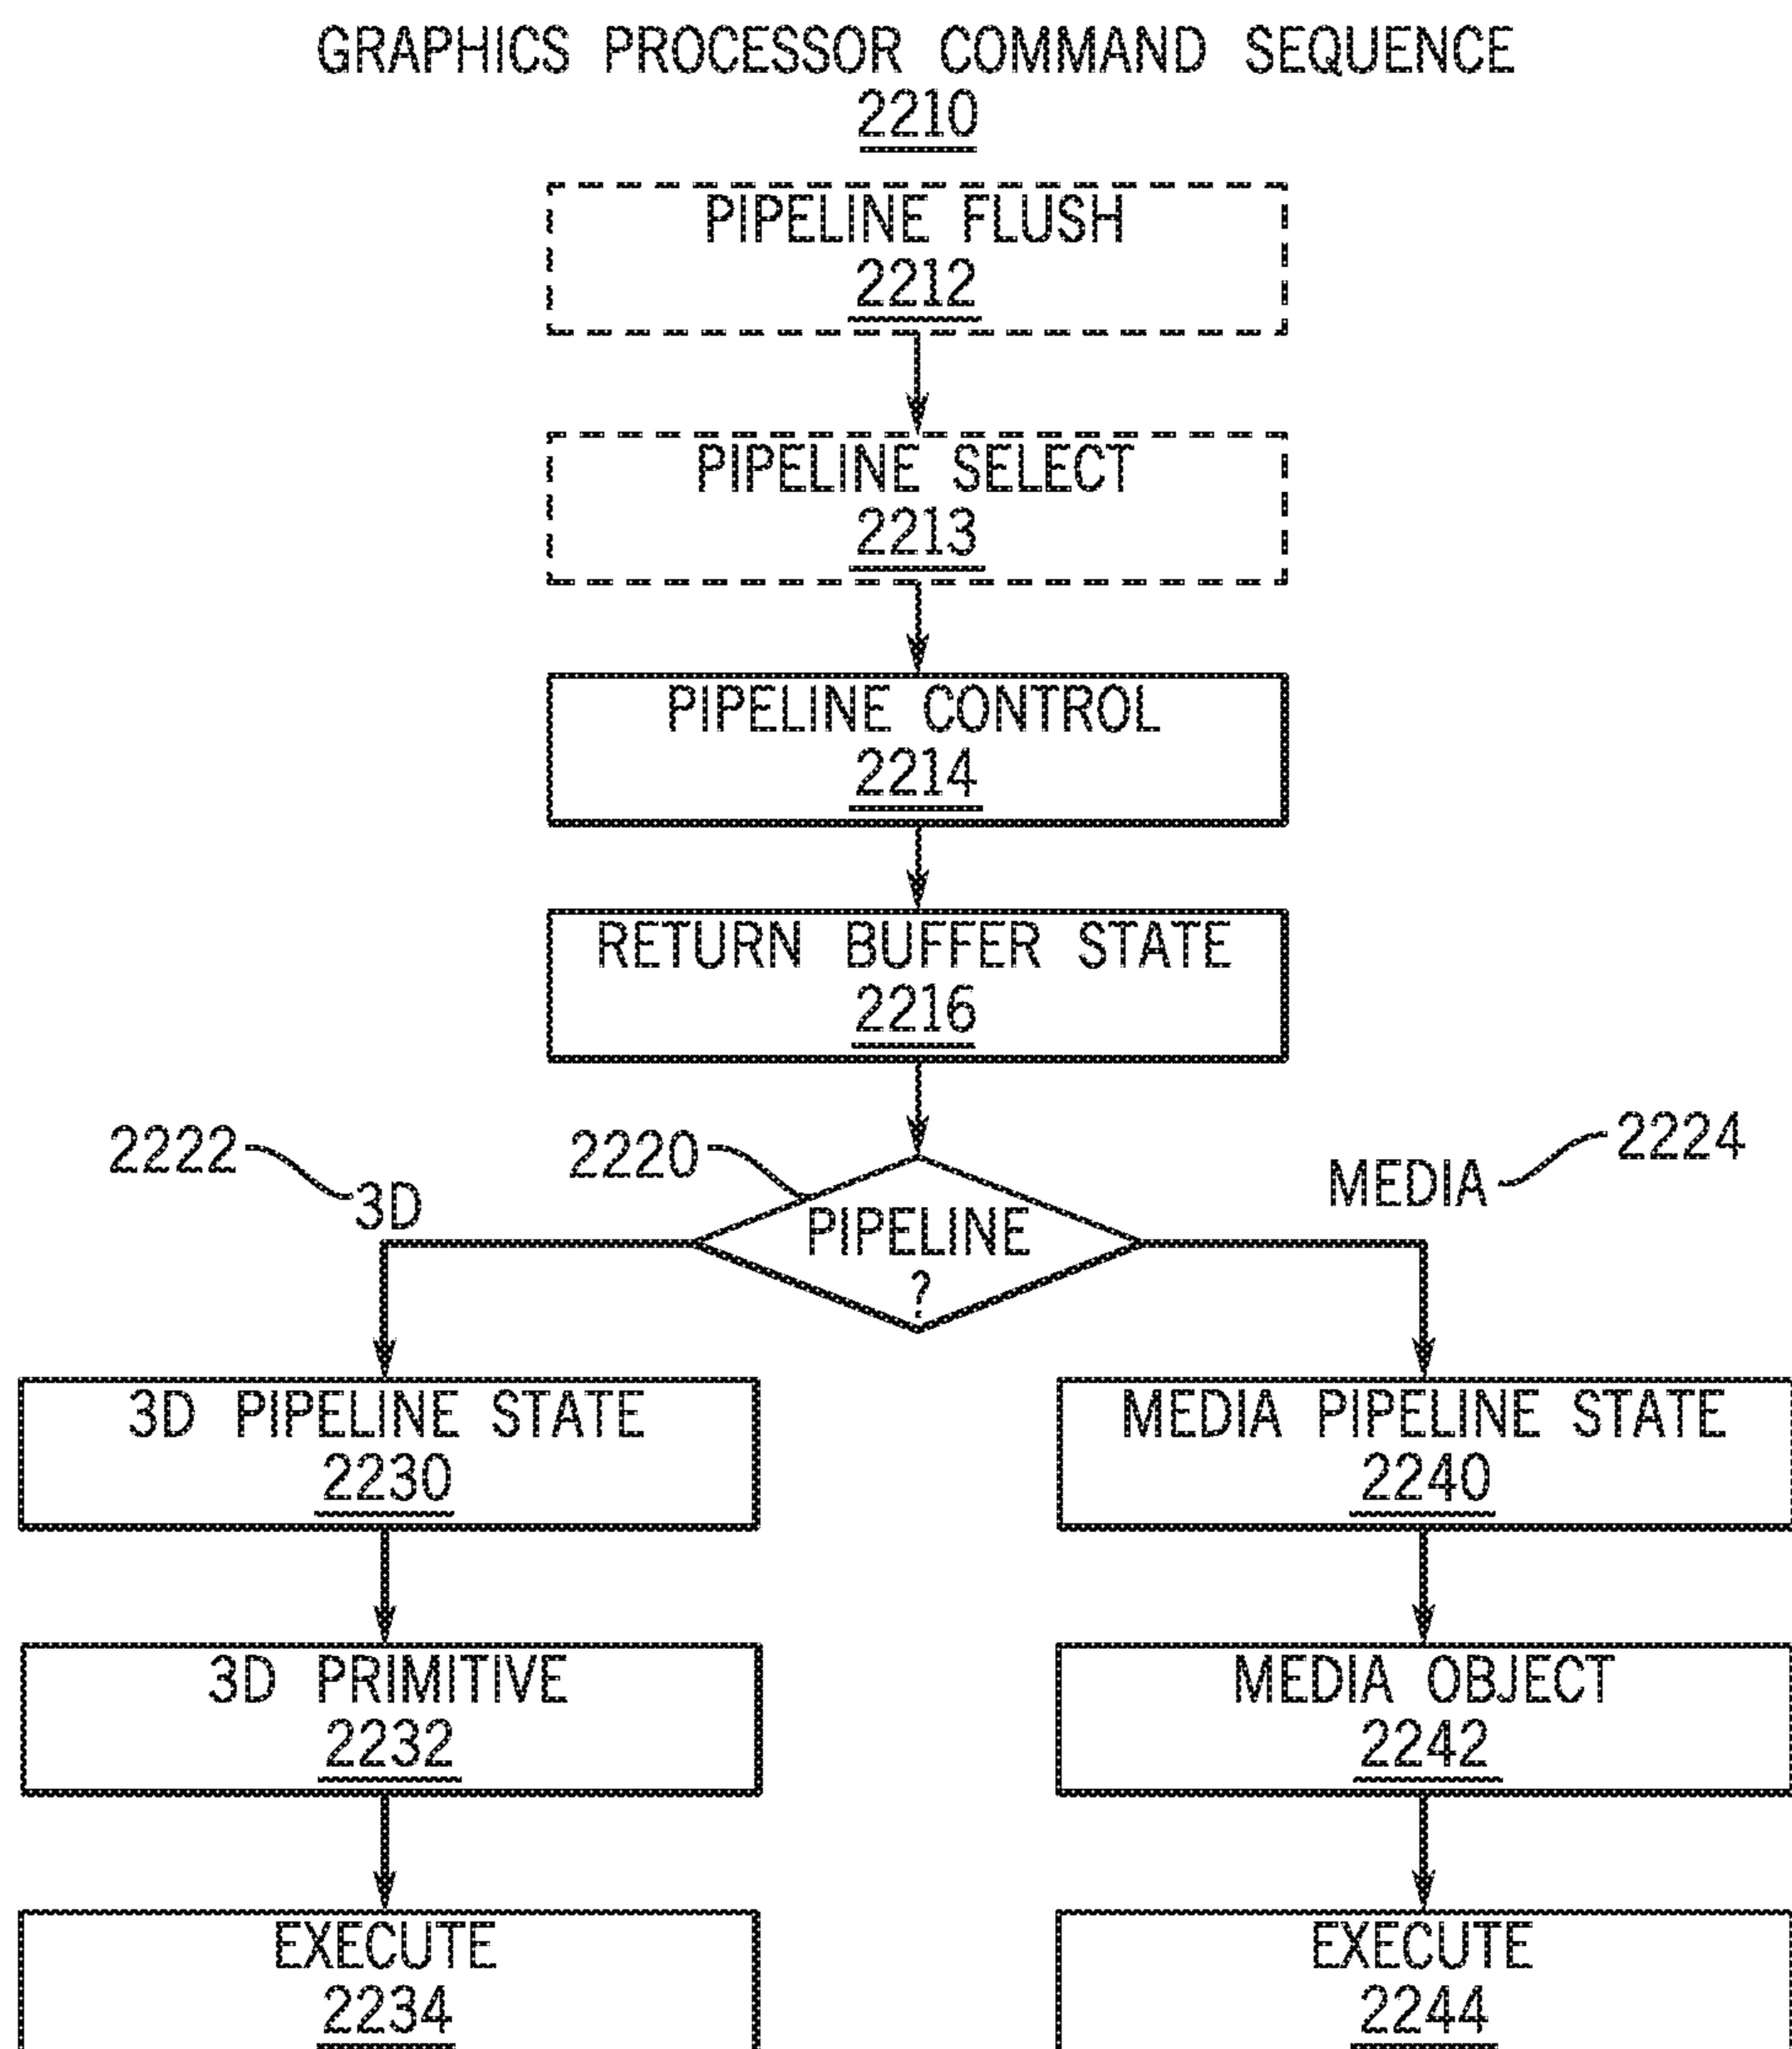 GRAPHICS PROCESSOR COMMAND SEQUENCE
2210
PIPELINE FLUSH
2212
PIPELINE SELECT
2213
PIPELINE CONTROL
2214
RETURN BUFFER STATE
2216
2222
3D
2220
PIPELINE
?
MEDIA
2224
3D PIPELINE STATE
2230
MEDIA PIPELINE STATE
2240
3D PRIMITIVE
2232
MEDIA OBJECT
2242
EXECUTE
2234
EXECUTE
2244